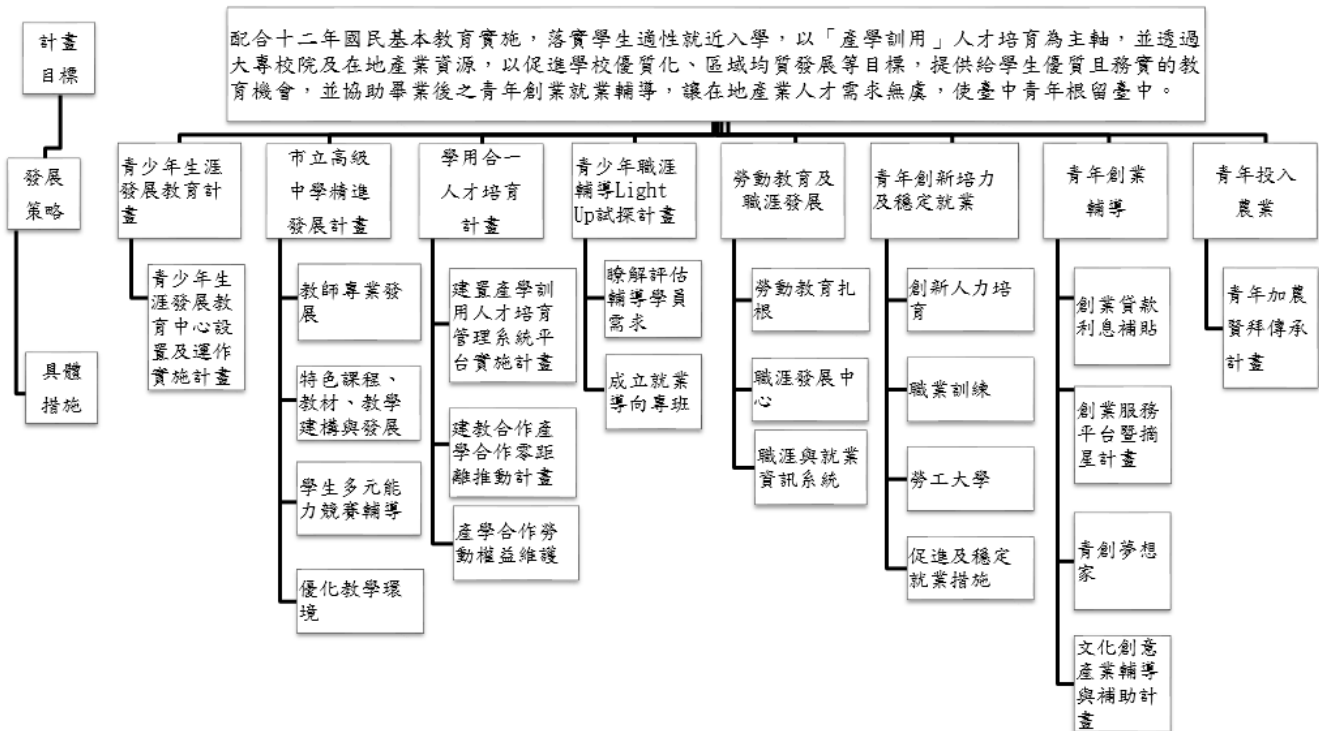 計畫
目標
配合十二年國民基本教育實施，落實學生適性就近入學，以「產學訓用」人才培育為主軸，並透過
大專校院及在地產業資源，以促進學校優質化、區域均質發展等目標，提供給學生優質且務實的教
育機會，並協助畢業後之青年創業就業輔導，讓在地產業人才需求無虞，使臺中青年根留臺中。
發展
策略
青少年生涯
發展教育計
畫
市立高級
中學精進
發展計畫
學用合一
人才培育
計畫
青少年職涯
輔導Light
Up試探計畫
勞動教育及
職涯發展
青年創新培力
及穩定就業
青年創業
輔導
青年投入
農業
具體
措施
青少年生
涯發展教
育中心設
置及運作
實施計畫
教師專業發
展
特色課程、
教材、教學
建構與發展
學生多元能
力競賽輔導
優化教學環
境
建置產學訓
用人才培育
管理系統平
台實施計畫
建教合作產
學合作零距
離推動計畫
產學合作勞
動權益維護
瞭解評估
輔導學員
需求
成立就業
導向專班
勞動教育扎
根
職涯發展中
心
職涯與就業
資訊系統
創新人力培
育
職業訓練
勞工大學
促進及穩定
就業措施
創業貸款
利息補貼
創業服務
平台暨摘
星計畫
青創夢想
家
文化創意
產業輔導
與補助計
畫
青年加農
賢拜傳承
計畫